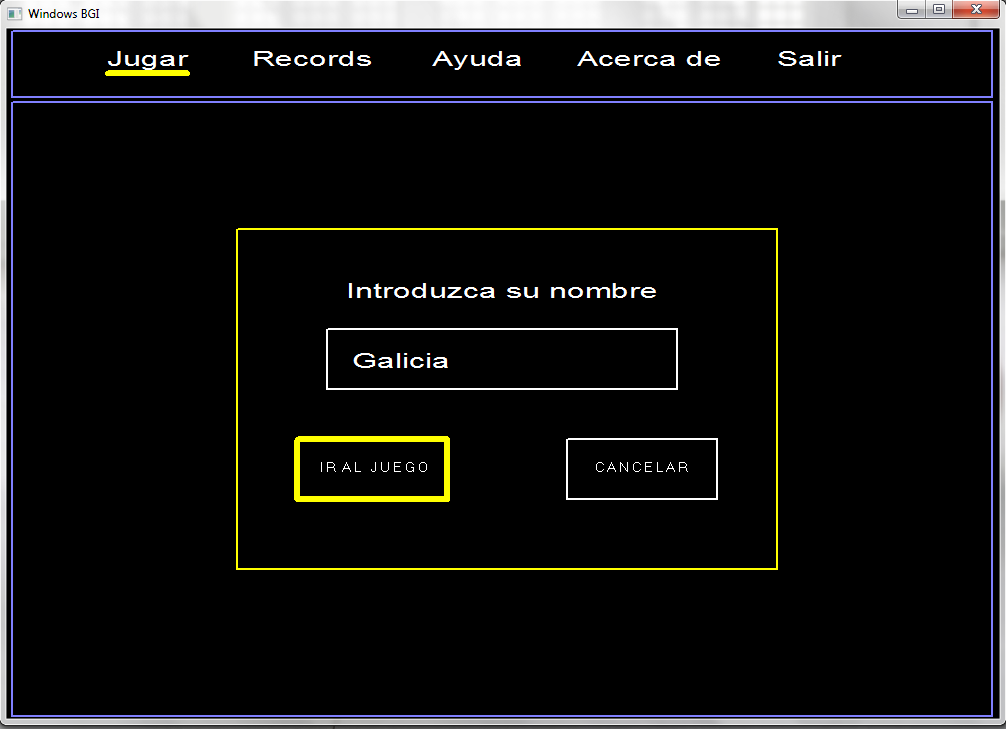 Windows BGI
Jugar Records Ayuda Acerca de Salir
Introduzca su nombre
Galicia
IR AL JUEGO CANCELAR